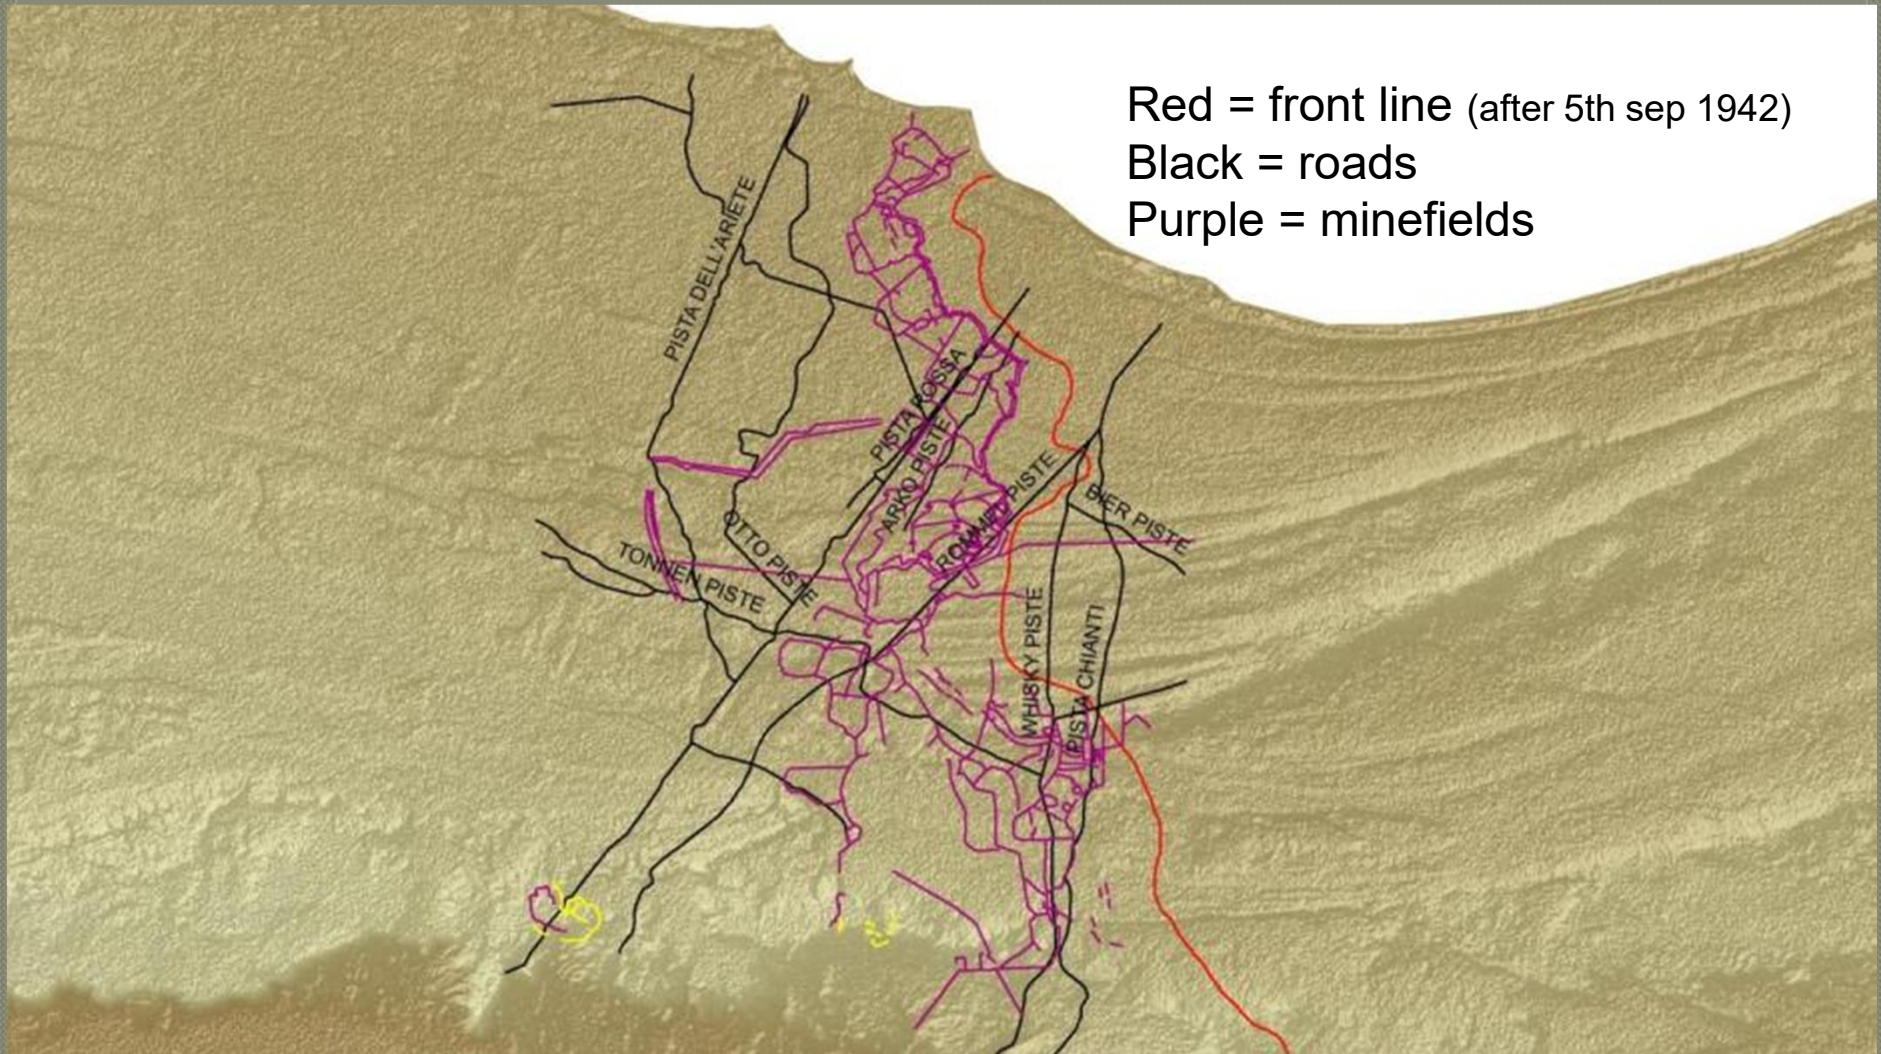 Red = front line (after 5th sep 1942)
Black = roads
Purple = minefields
PISTA DELL'ARIETE
PISTA ROSSA
ARKO PISTE
ROMMEL PISTE
BIER PISTE
OTTO PISTE
TONNEN PISTE
WHISKY PISTE
PISTA CHIANTI